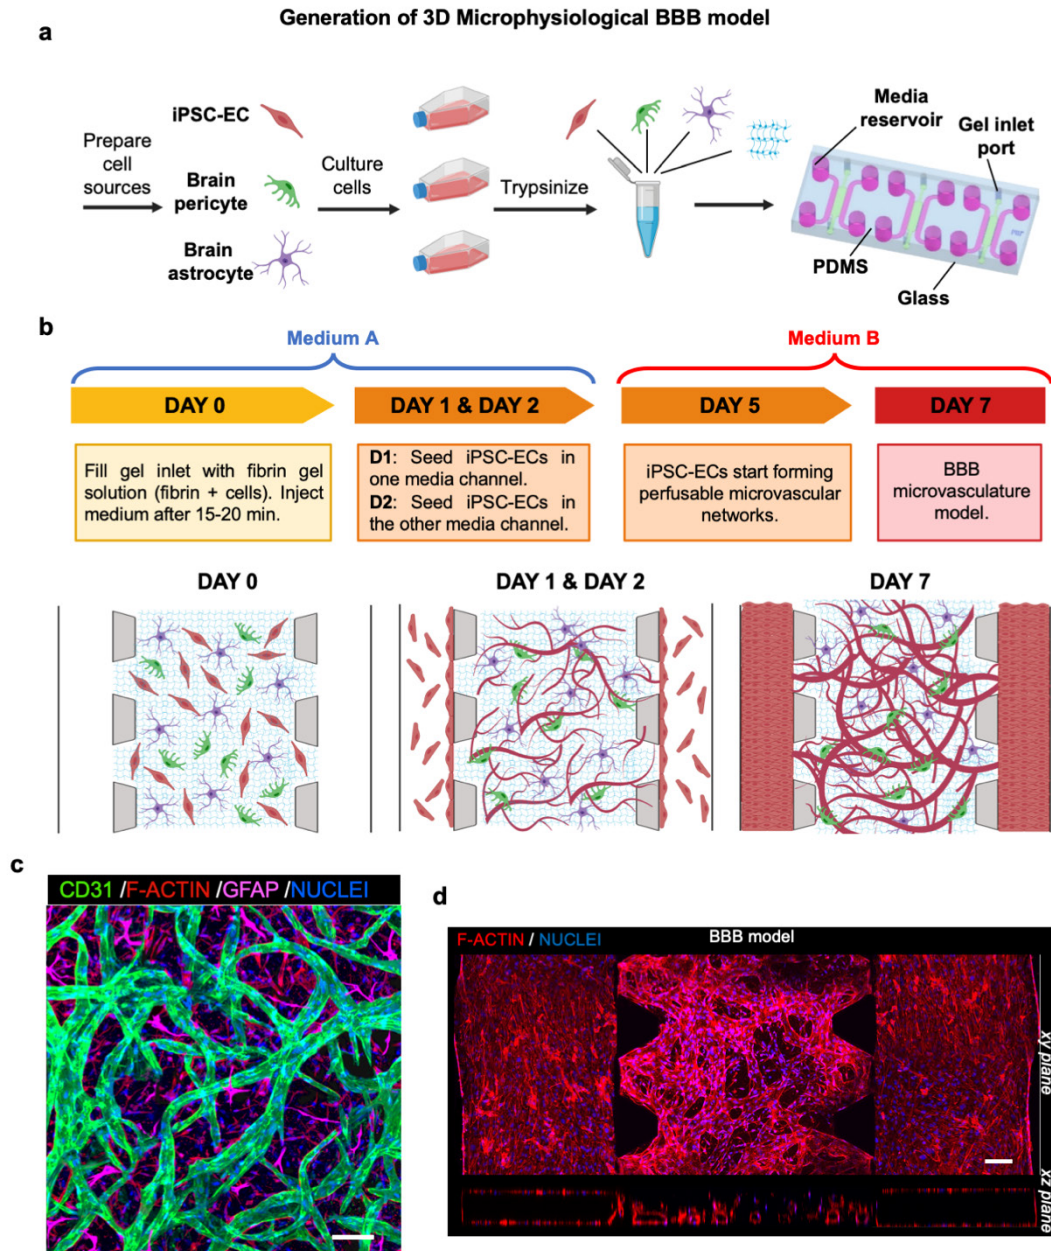 Generation of 3D Microphysiological BBB model
a
Prepare
cell
sources
iPSC-EC
Brain
pericyte
Brain
astrocyte
Culture
cells
Trypsinize
Media
reservoir
Gel inlet
port
PDMS
Glass
b
Medium A
Medium B
DAY 0
DAY 1 & DAY 2
DAY 5
DAY 7
Fill gel inlet with fibrin gel
solution (fibrin + cells). Inject
medium after 15-20 min.
D1: Seed iPSC-ECs in
one media channel.
D2: Seed iPSC-ECs in
the other media channel.
iPSC-ECs start forming
perfusable microvascular
networks.
BBB
microvasculature
model.
DAY 0
DAY 1 & DAY 2
DAY 7
c
CD31 /F-ACTIN /GFAP /NUCLEI
d
F-ACTIN / NUCLEI
BBB model
xy plane
xz plane